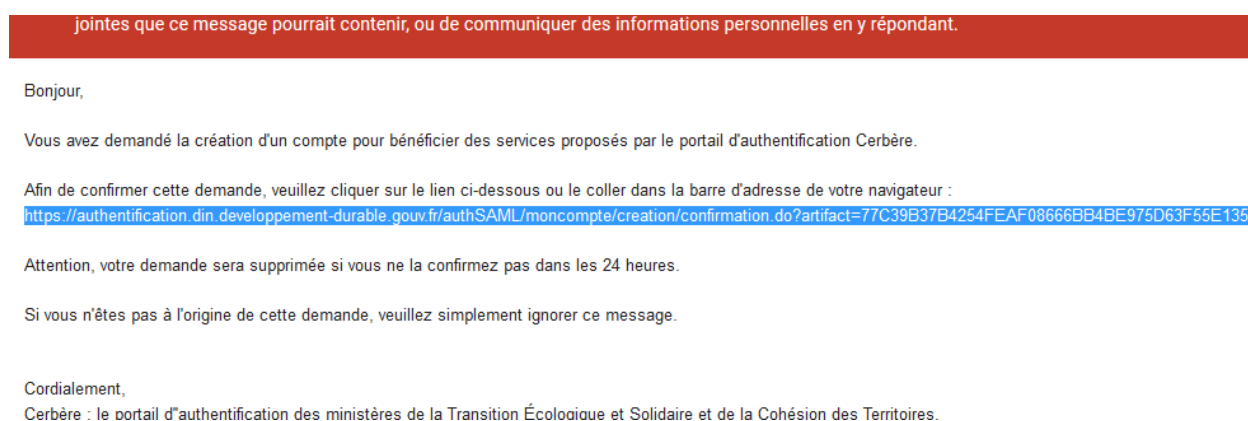 jointes que ce message pourrait contenir, ou de communiquer des informations personnelles en y répondant.
Bonjour,
Vous avez demandé la création d'un compte pour bénéficier des services proposés par le portail d'authentification Cerbère.
Afin de confirmer cette demande, veuillez cliquer sur le lien ci-dessous ou le coller dans la barre d'adresse de votre navigateur :
https://authentification.din.developpement-durable.gouv.fr/authSAML/moncompte/creation/confirmation.do?artifact=77C39B37B4254FEAF08666BB4BE975D63F55E135
Attention, votre demande sera supprimée si vous ne la confirmez pas dans les 24 heures.
Si vous n'êtes pas à l'origine de cette demande, veuillez simplement ignorer ce message.
Cordialement,
Cerbère : le portail d"authentification des ministères de la Transition Écologique et Solidaire et de la Cohésion des Territoires.